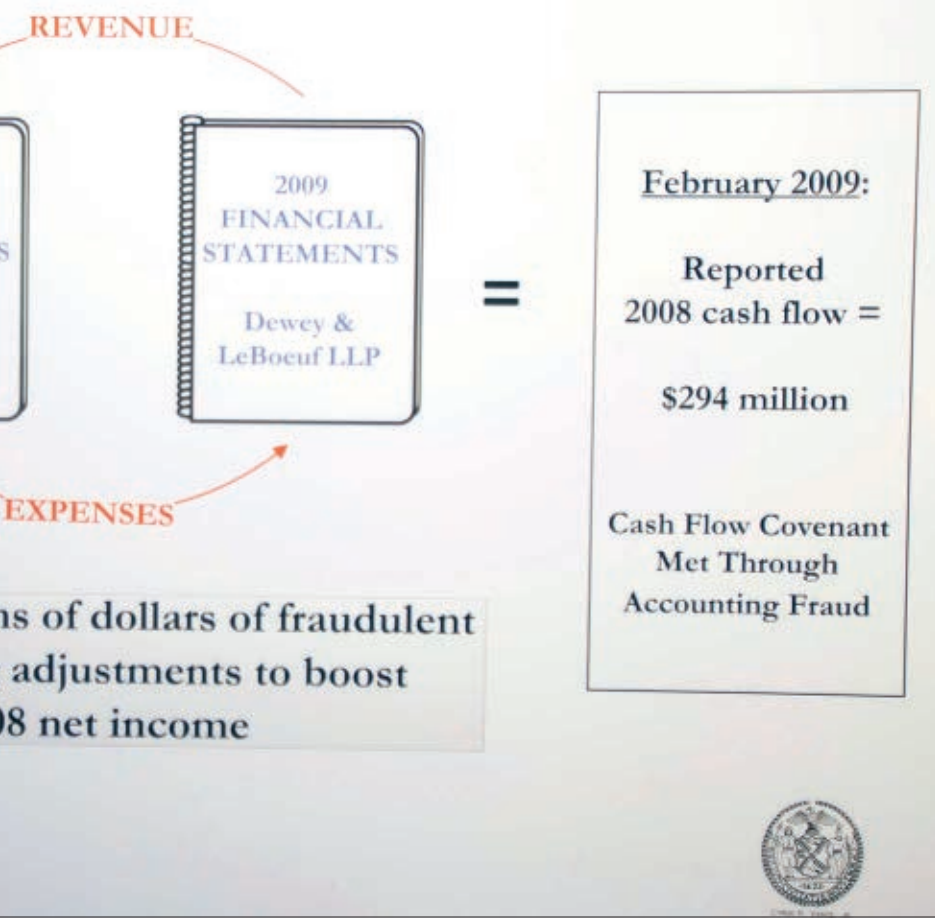 REVENUE
S
2009
FINANCIAL
STATEMENTS
Dewey &
LeBoeuf LLP
=
EXPENSES
February 2009:
Reported
2008 cash flow =
$294 million
Cash Flow Covenant
Met Through
Accounting Fraud
ns of dollars of fraudulent
adjustments to boost
08 net income